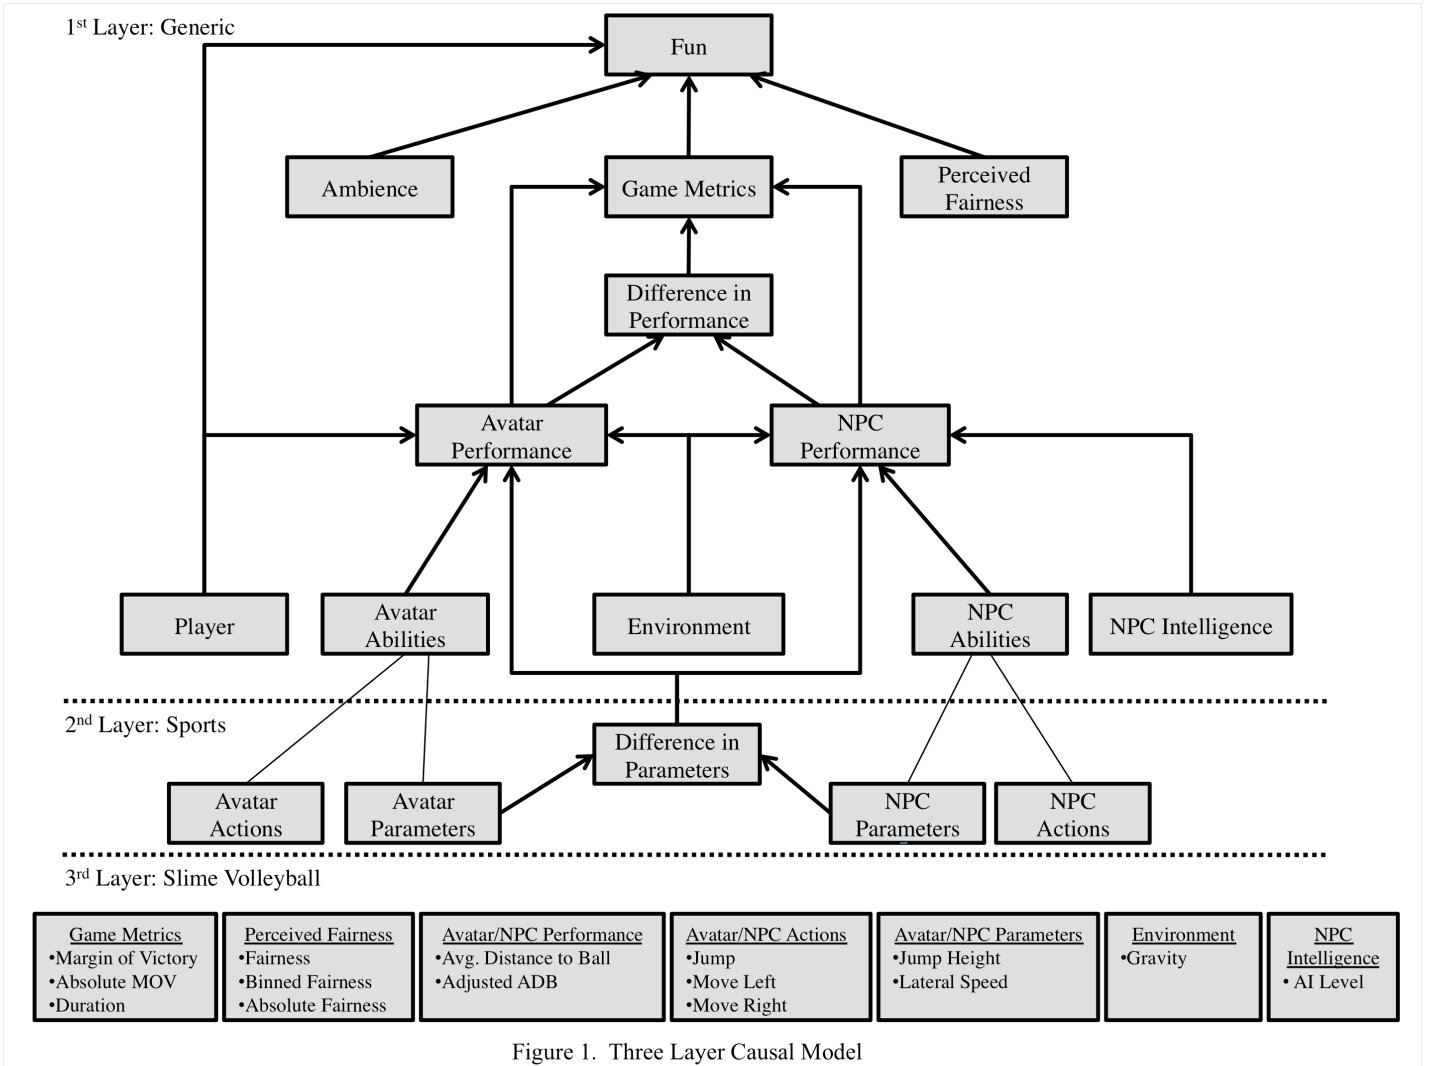 1st Layer: Generic
Fun
Ambience
Game Metrics
Perceived
Fairness
Difference in
Performance
Avatar
Performance
NPC
Performance
Player
Avatar
Abilities
Environment
NPC
Abilities
NPC Intelligence
2nd Layer: Sports
Difference in
Parameters
Avatar
Actions
Avatar
Parameters
NPC
Parameters
NPC
Actions
3rd Layer: Slime Volleyball
Game Metrics
•Margin of Victory
•Absolute MOV
•Duration
Perceived Fairness
•Fairness
•Binned Fairness
•Absolute Fairness
Avatar/NPC Performance
•Avg. Distance to Ball
•Adjusted ADB
Avatar/NPC Actions
•Jump
•Move Left
•Move Right
Avatar/NPC Parameters
•Jump Height
•Lateral Speed
Environment
•Gravity
NPC
Intelligence
• AI Level
Figure 1.  Three Layer Causal Model